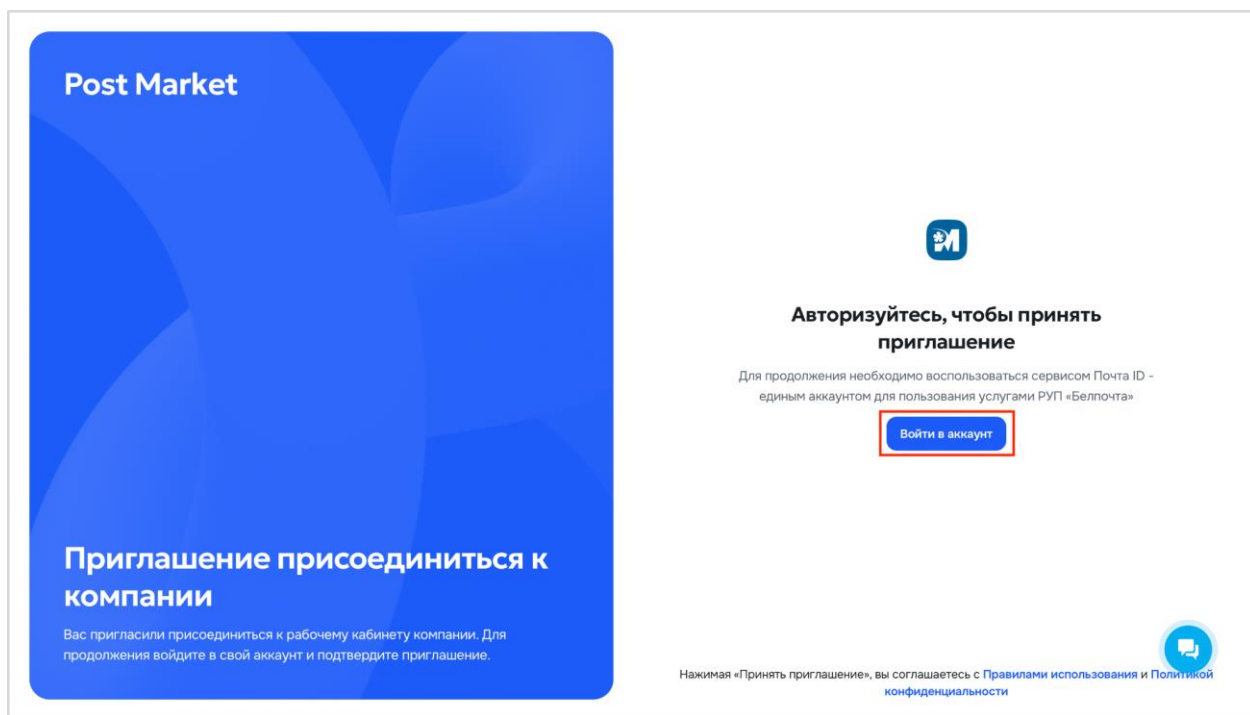 Post Market
Приглашение присоединиться к
компании
Вас пригласили присоединиться к рабочему кабинету компании. Для
продолжения войдите в свой аккаунт и подтвердите приглашение.
Авторизуйтесь, чтобы принять
приглашение
Для продолжения необходимо воспользоваться сервисом Почта ID -
единым аккаунтом для пользования услугами РУП «Белпочта»
Войти в аккаунт
Нажимая «Принять приглашение», вы соглашаетесь с Правилами использования и Политикой
конфиденциальности